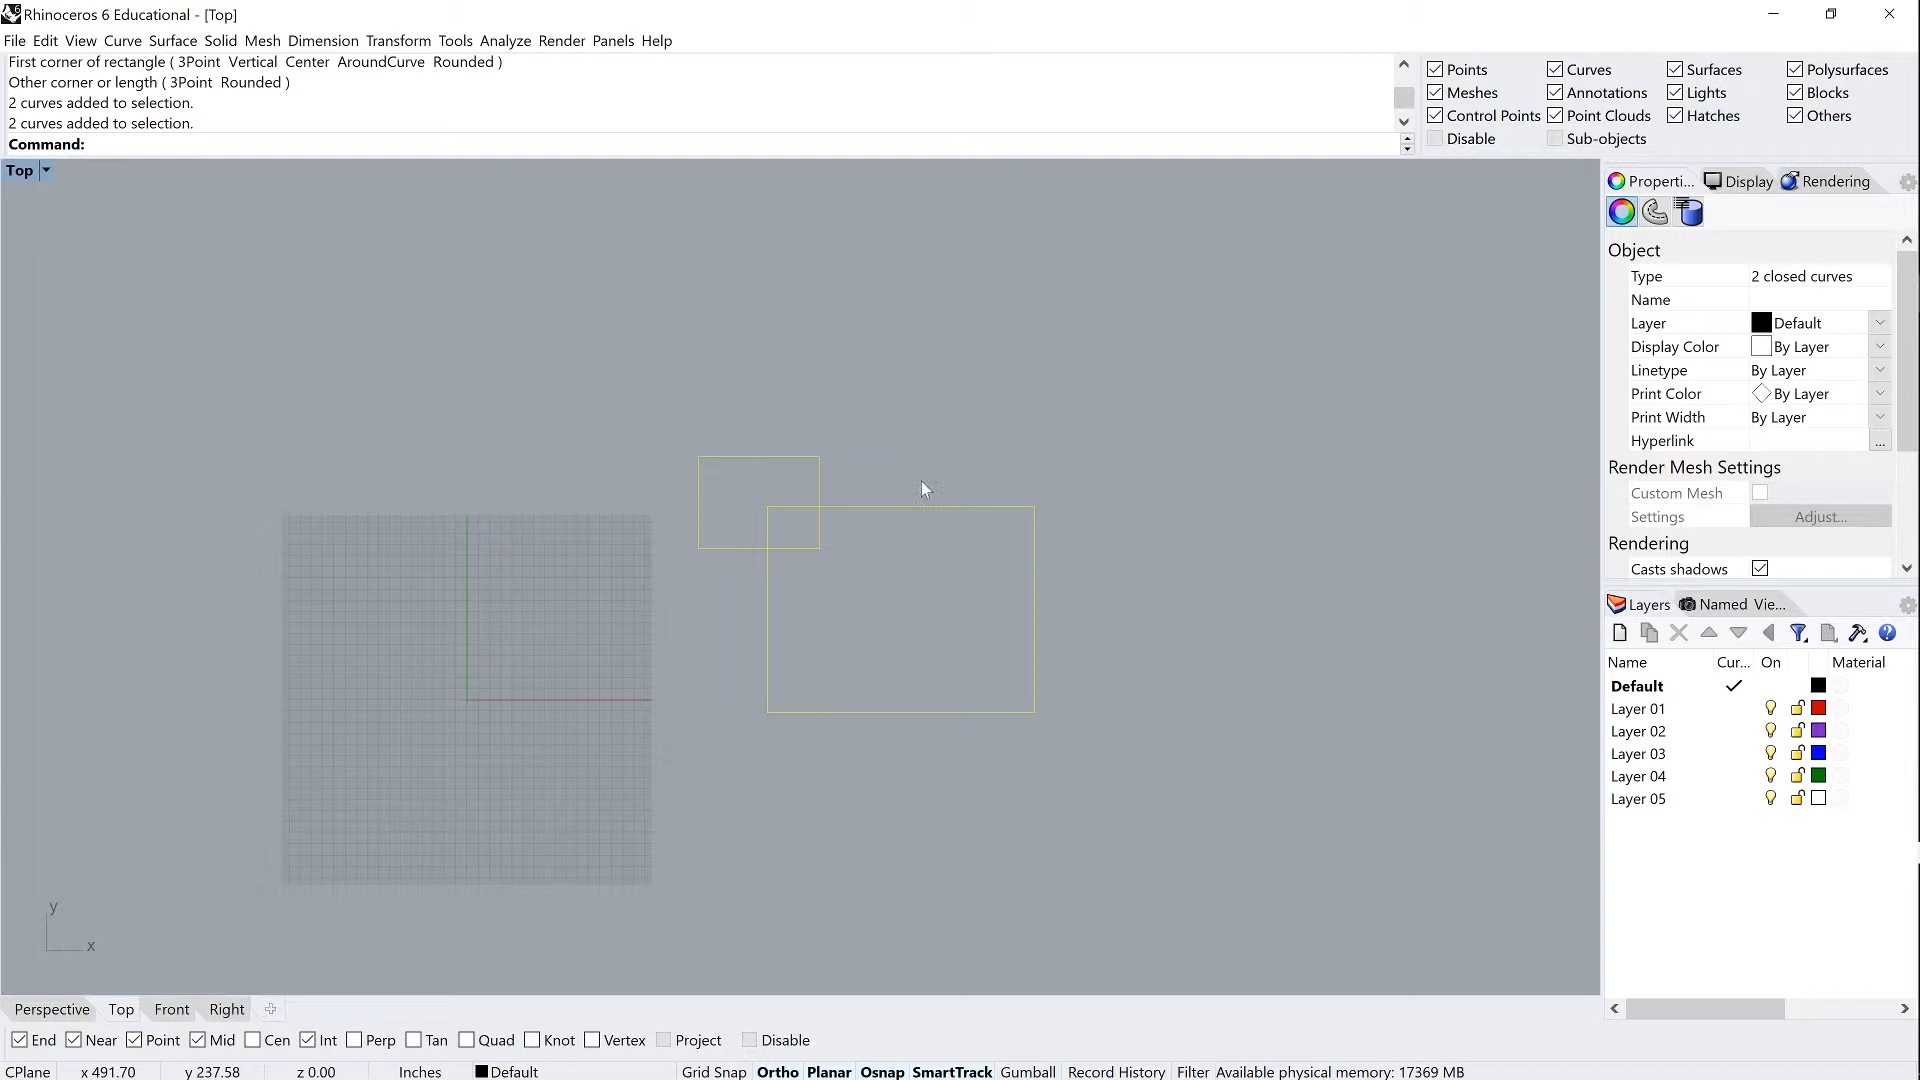 Rhinoceros 6 Educational - [Top]
File Edit View Curve Surface Solid Mesh Dimension Transform Tools Analyze Render Panels Help
First corner of rectangle ( 3Point Vertical Center AroundCurve Rounded )
Other corner or length ( 3Point Rounded )
2 curves added to selection.
2 curves added to selection.
Command:
Points Curves Surfaces Polysurfaces
Meshes Annotations Lights Blocks
Control Points Point Clouds Hatches Others
Disable Sub-objects
Top
Properti... Display Rendering
Object
Type 2 closed curves
Name
Layer Default
Display Color By Layer
Linetype By Layer
Print Color By Layer
Print Width By Layer
Hyperlink ...
Render Mesh Settings
Custom Mesh
Settings Adjust...
Rendering
Casts shadows
Layers Named Vie...
Name Cur... On Material
Default
Layer 01
Layer 02
Layer 03
Layer 04
Layer 05
y
x
Perspective Top Front Right
End Near Point Mid Cen Int Perp Tan Quad Knot Vertex Project Disable
CPlane x 491.70 y 237.58 z 0.00 Inches Default Grid Snap Ortho Planar Osnap SmartTrack Gumball Record History Filter Available physical memory: 17369 MB